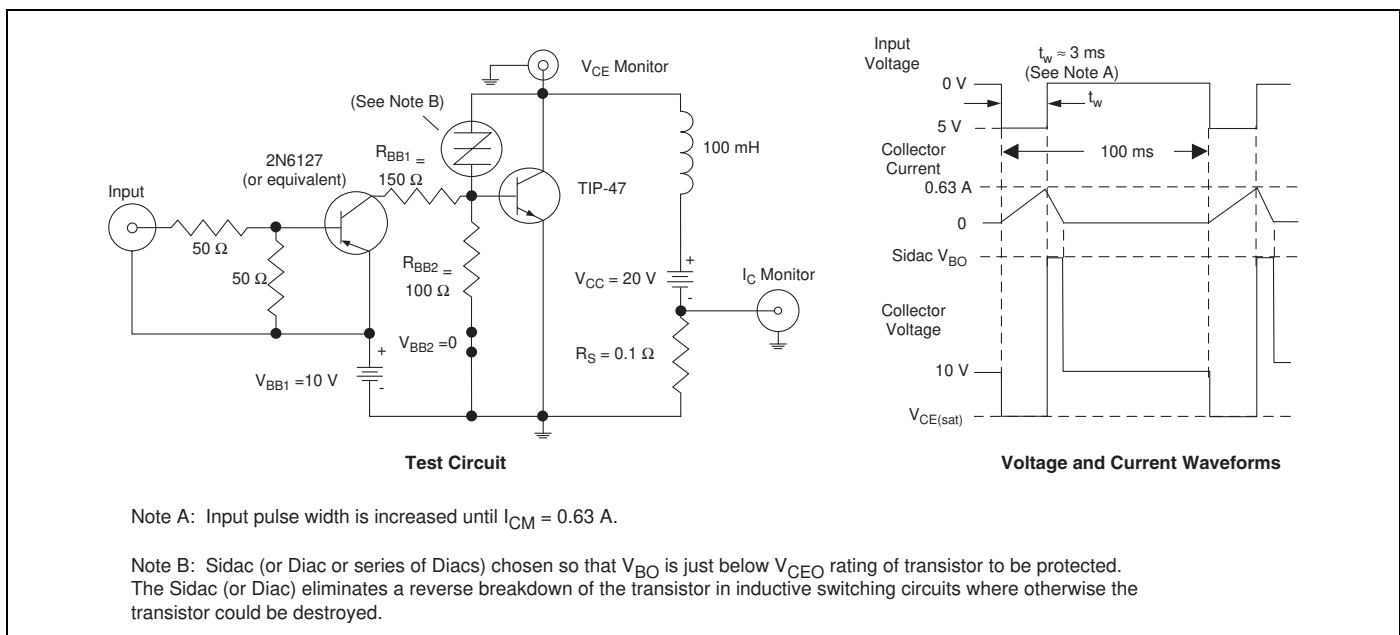 V_CE Monitor
(See Note B)
2N6127
(or equivalent)
R_BB1 =
150 Ω
Input
50 Ω
50 Ω
TIP-47
100 mH
R_BB2 =
100 Ω
V_BB2 =0
V_BB1 =10 V
+
-
V_CC = 20 V
+
-
I_C Monitor
R_S = 0.1 Ω
Test Circuit
Input
Voltage
t_w ≈ 3 ms
(See Note A)
0 V
t_w
5 V
Collector
Current
100 ms
0.63 A
0
Sidac V_BO
Collector
Voltage
10 V
V_CE(sat)
Voltage and Current Waveforms
Note A: Input pulse width is increased until I_CM = 0.63 A.
Note B: Sidac (or Diac or series of Diacs) chosen so that V_BO is just below V_CEO rating of transistor to be protected.
The Sidac (or Diac) eliminates a reverse breakdown of the transistor in inductive switching circuits where otherwise the
transistor could be destroyed.